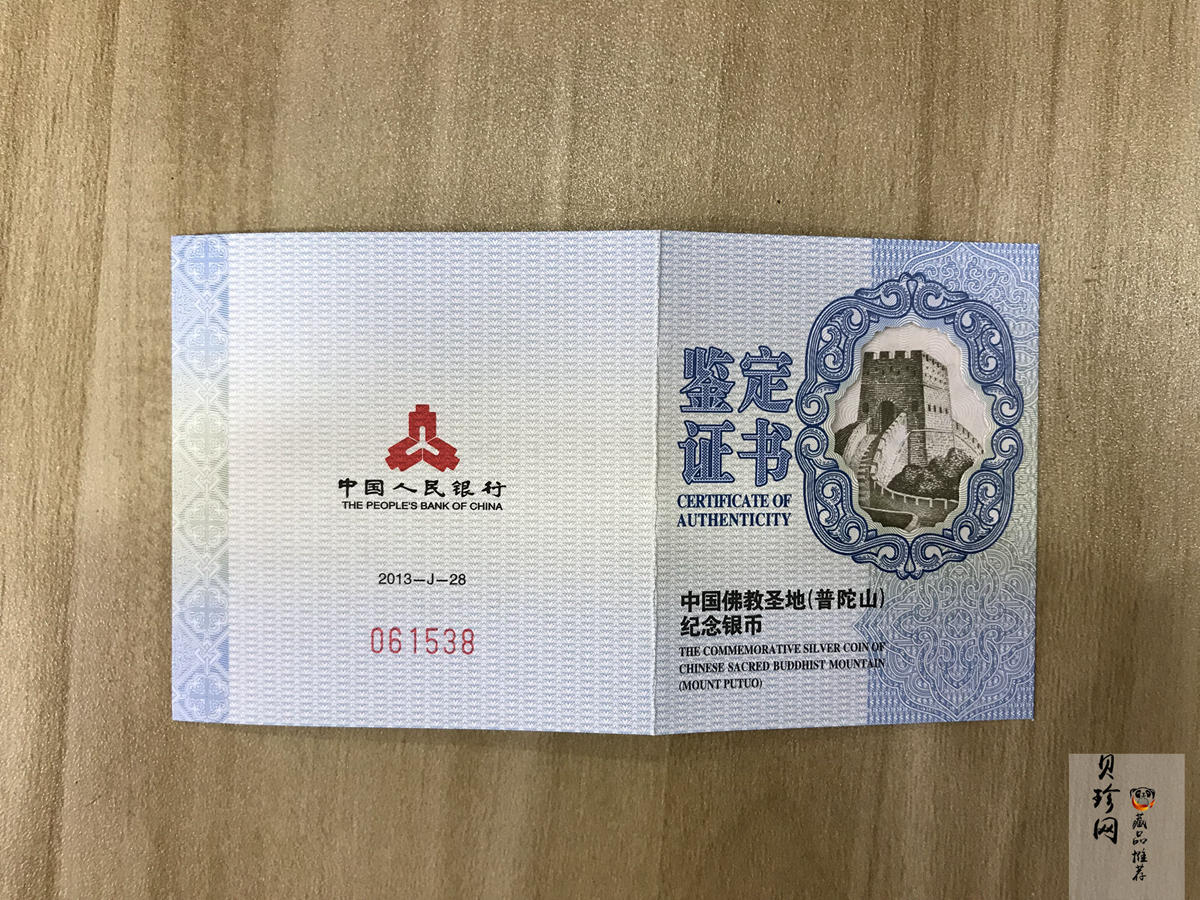 中国人民银行
THE PEOPLE'S BANK OF CHINA
2013—J—28
061538
鉴定
证书
CERTIFICATE OF
AUTHENTICITY
中国佛教圣地(普陀山)
纪念银币
THE COMMEMORATIVE SILVER COIN OF
CHINESE SACRED BUDDHIST MOUNTAIN
(MOUNT PUTUO)
贝珍网
藏品推荐